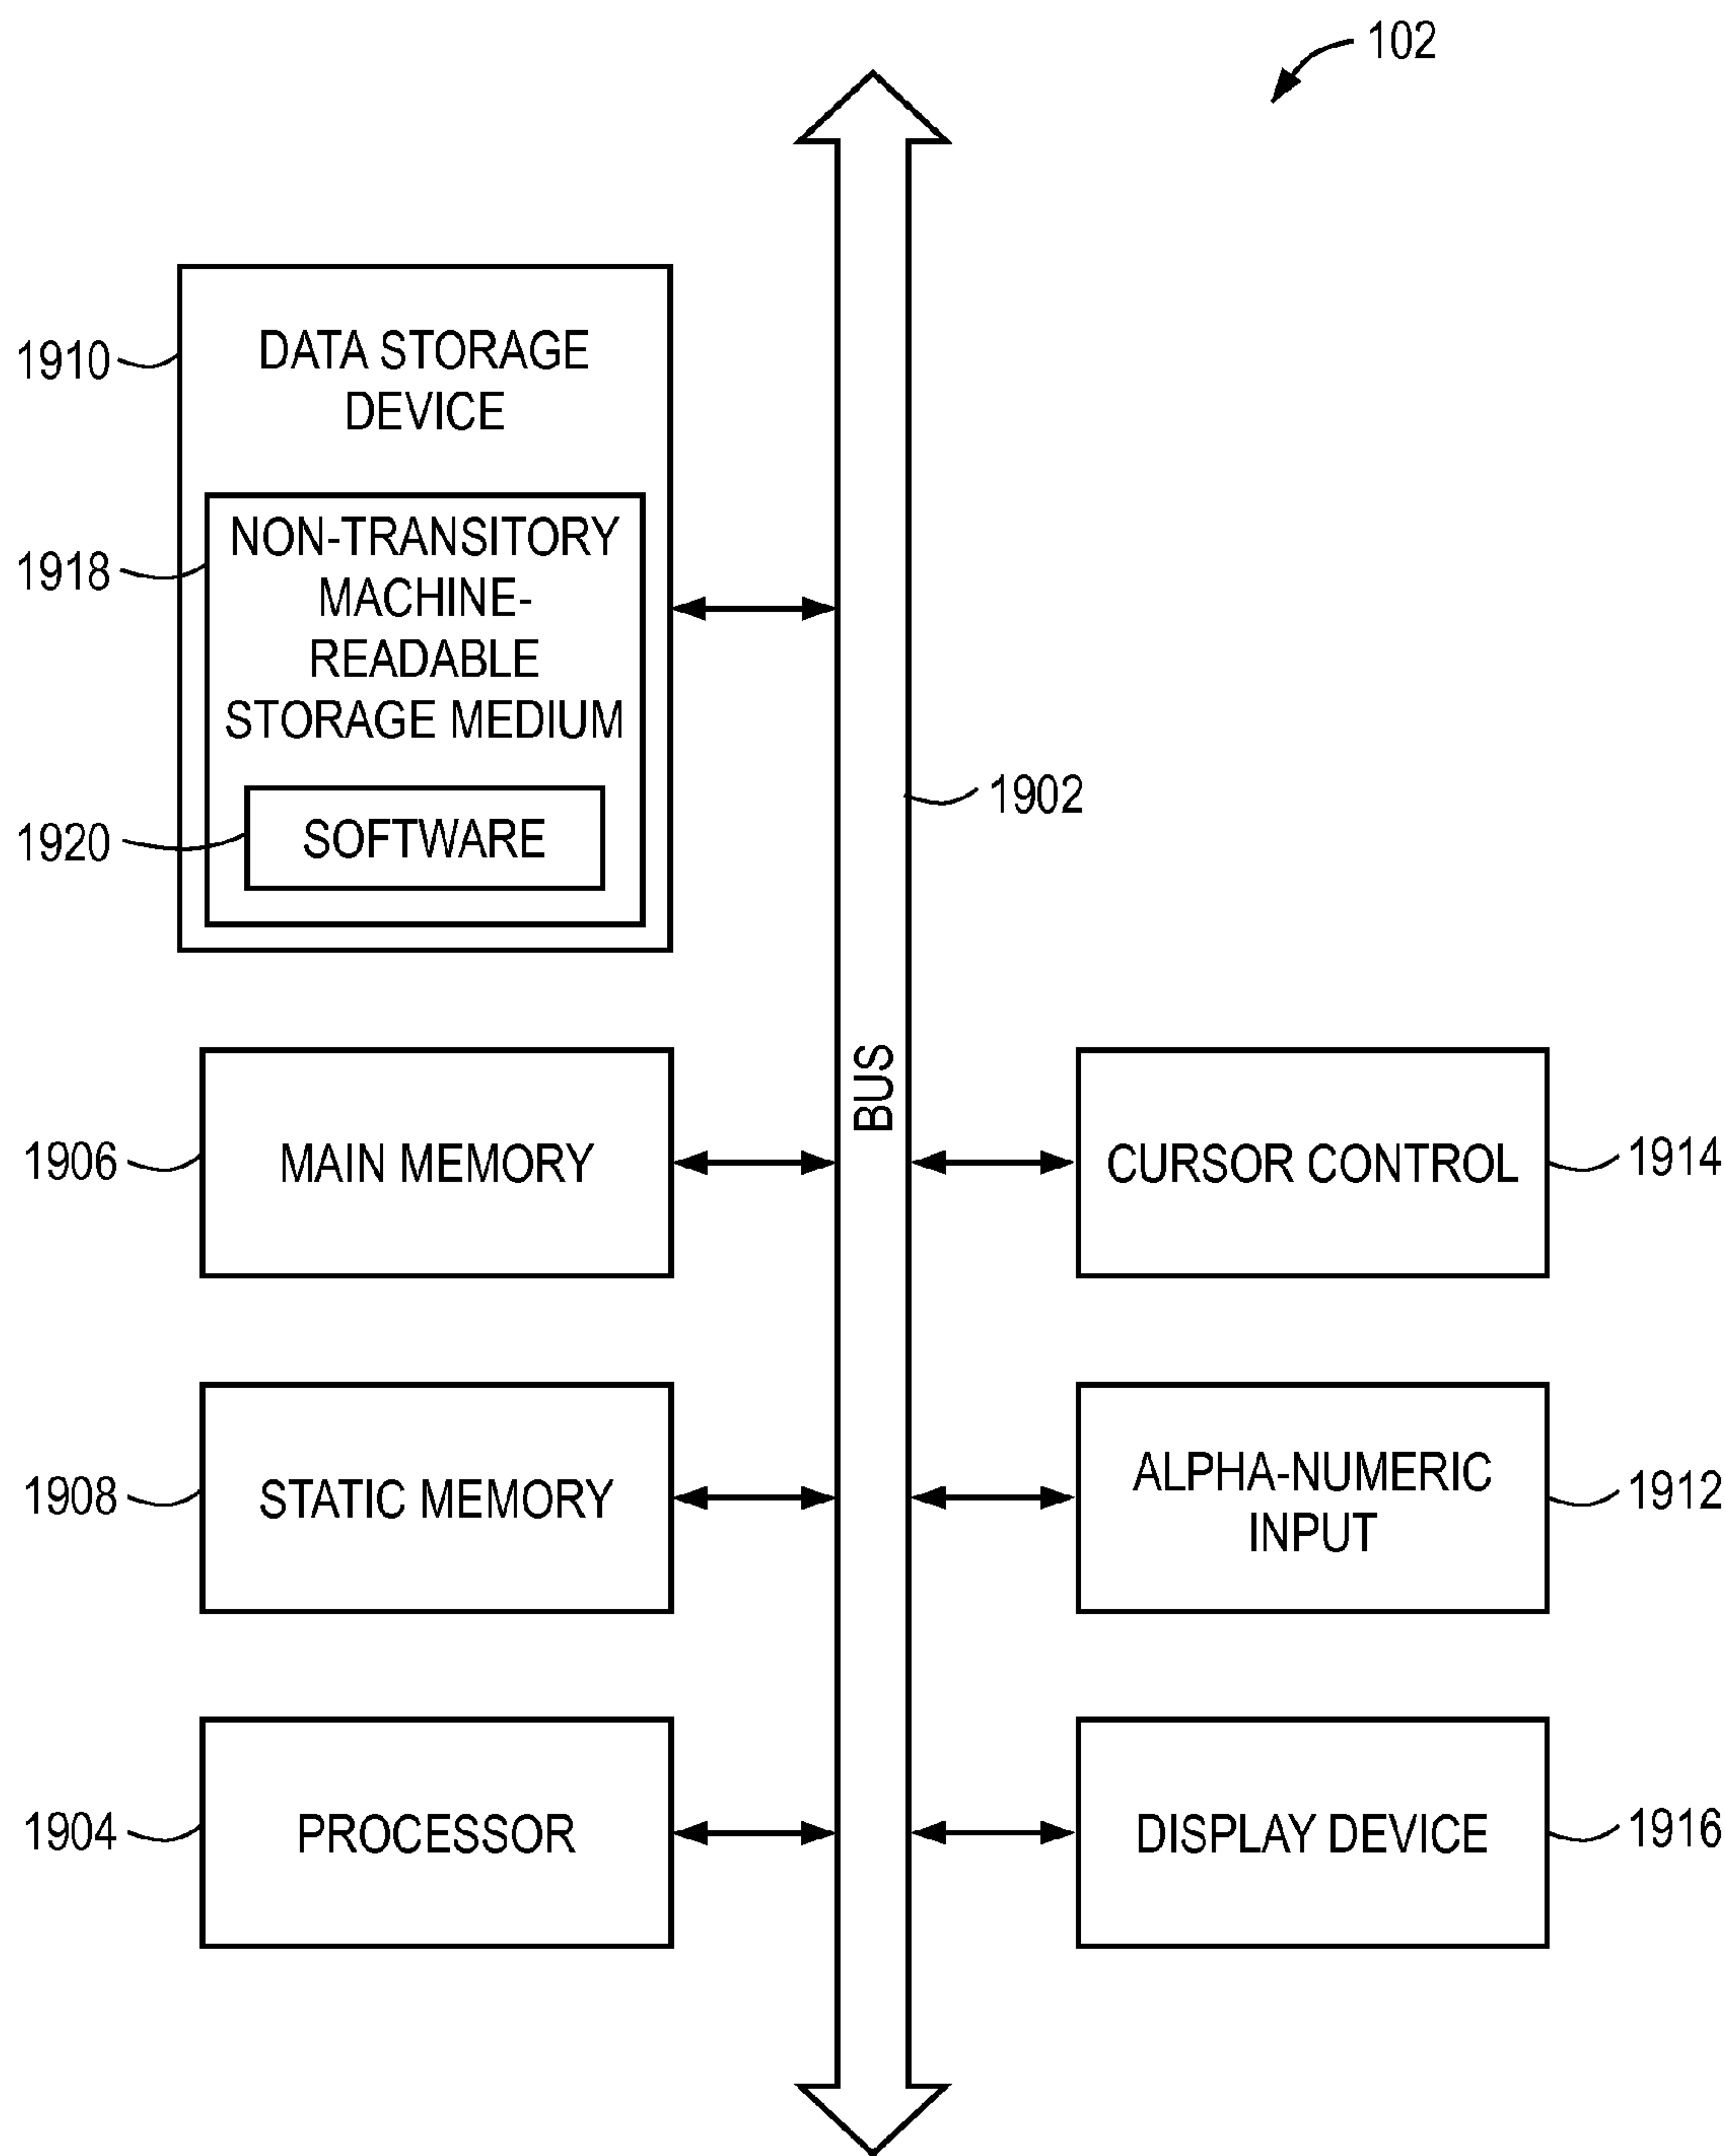 102
1910
DATA STORAGE
DEVICE
1918
NON-TRANSITORY
MACHINE-
READABLE
STORAGE MEDIUM
1920
SOFTWARE
1902
BUS
1906
MAIN MEMORY
CURSOR CONTROL
1914
1908
STATIC MEMORY
ALPHA-NUMERIC
INPUT
1912
1904
PROCESSOR
DISPLAY DEVICE
1916